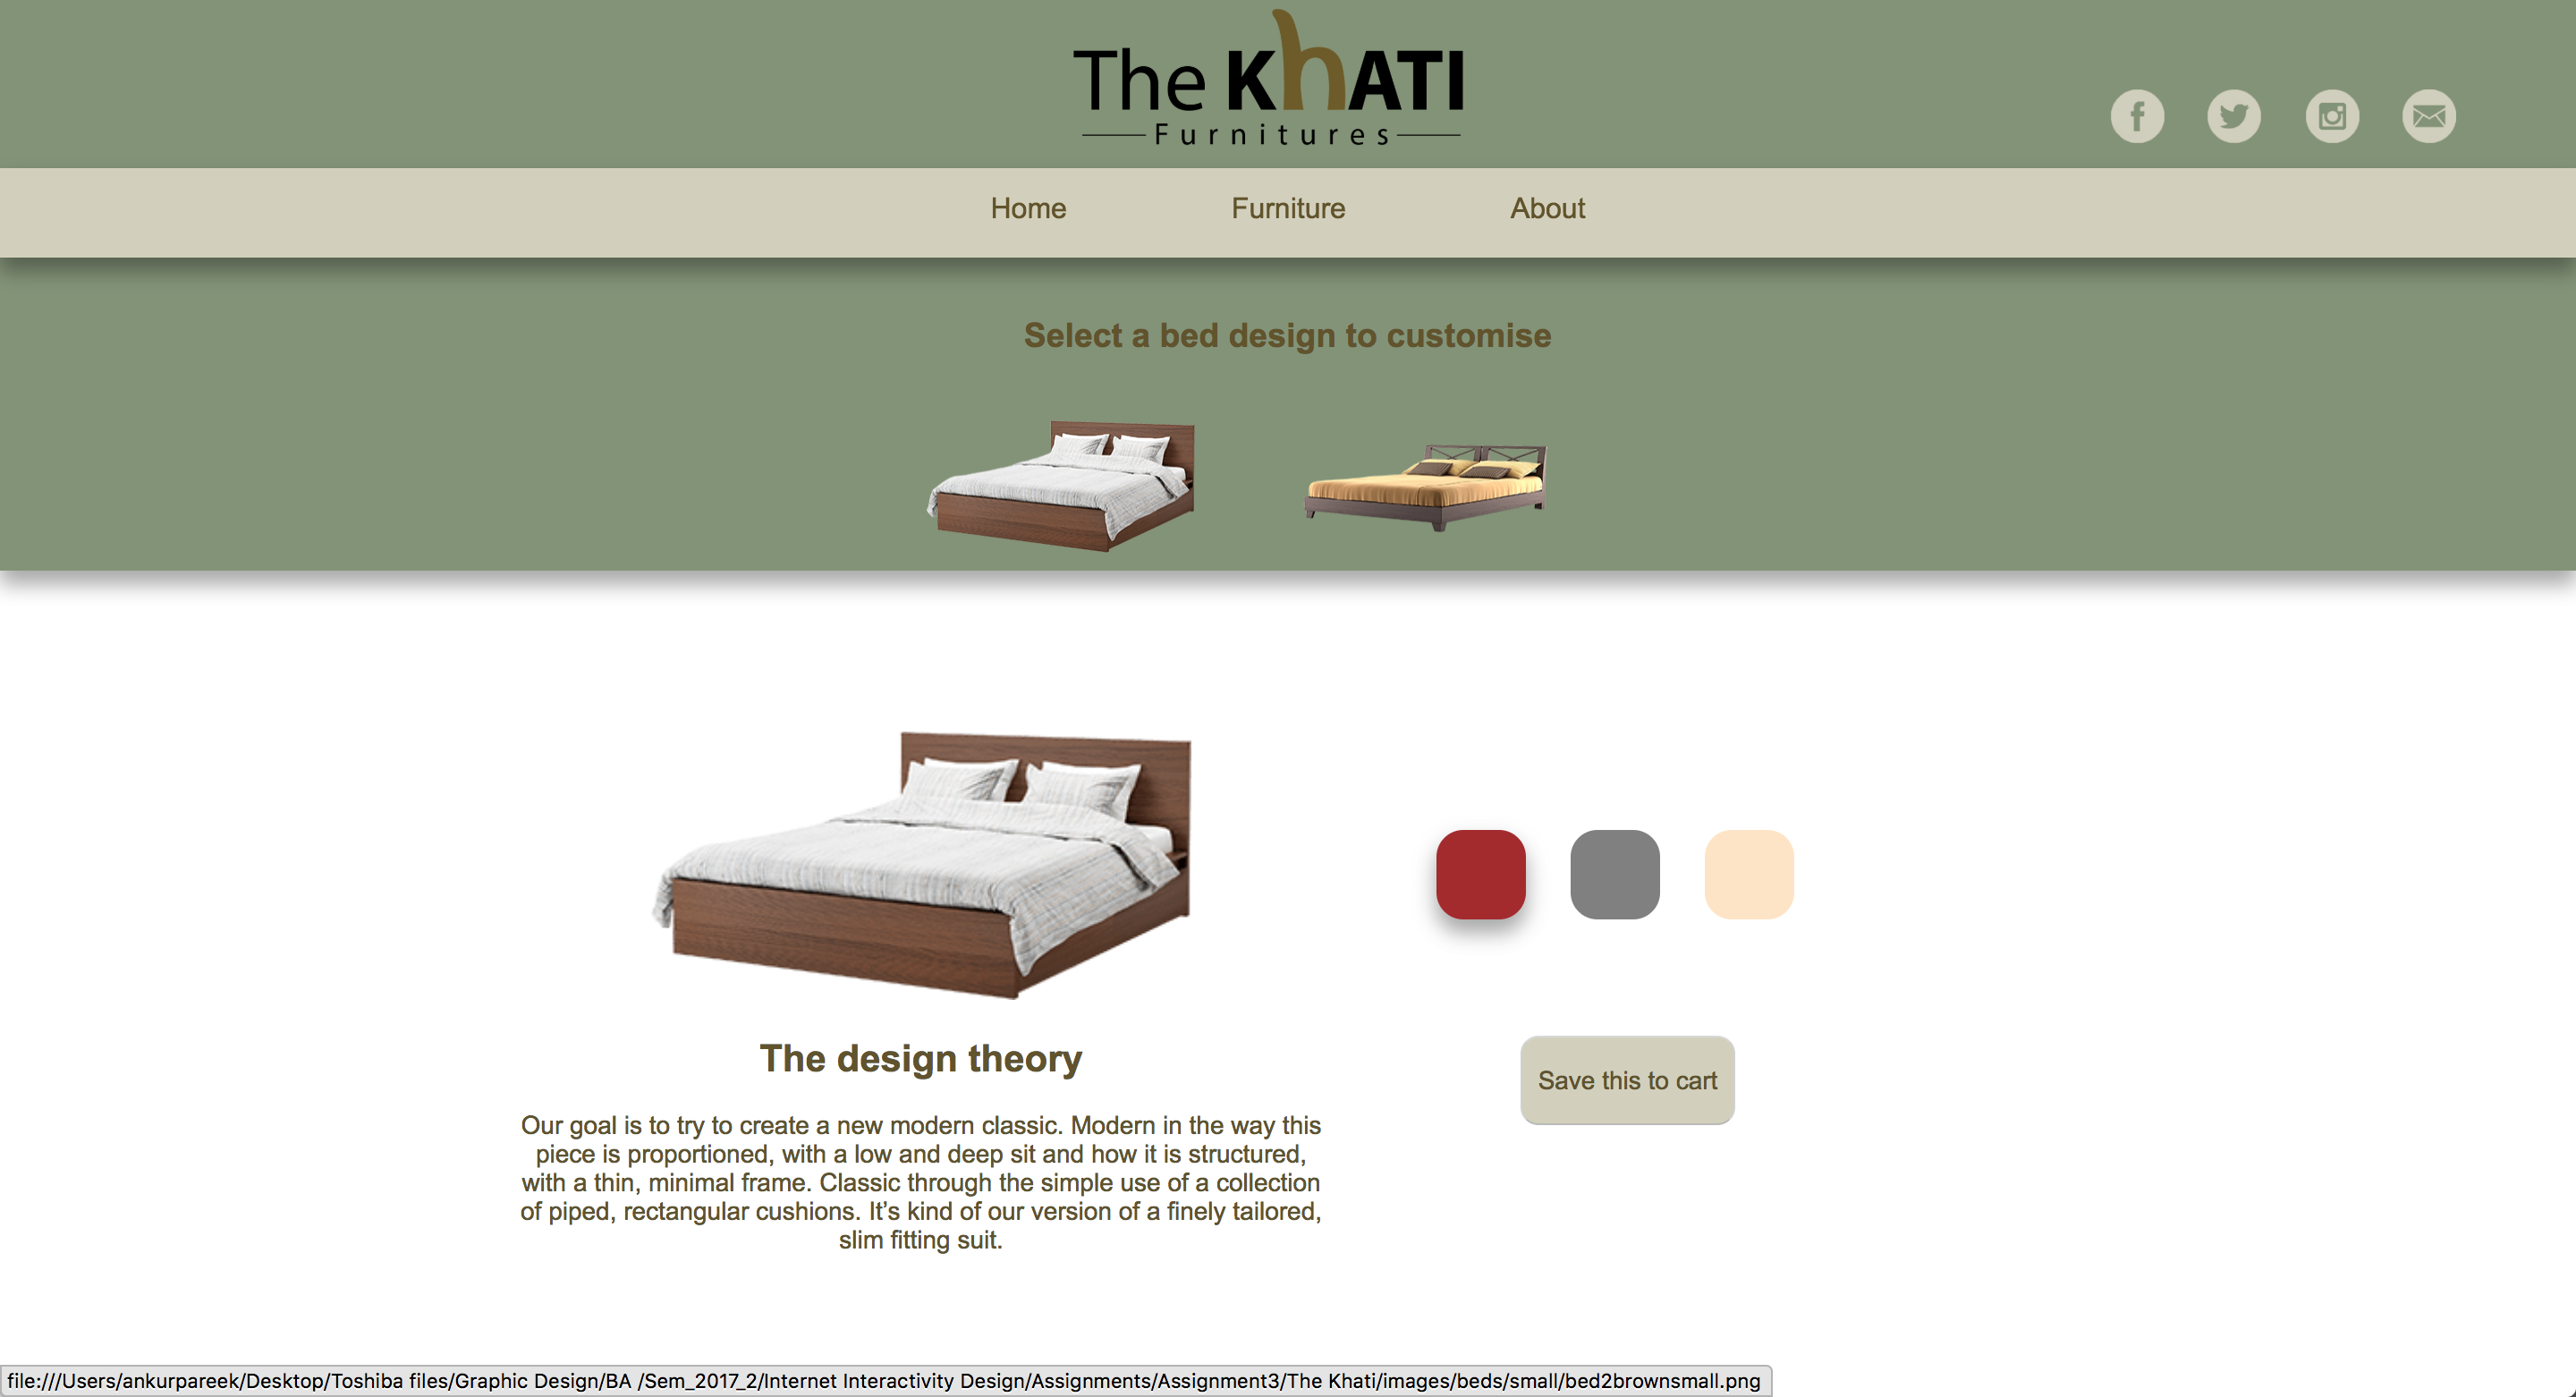 The KhATI
Furnitures
Home Furniture About
Select a bed design to customise
The design theory
Our goal is to try to create a new modern classic. Modern in the way this
piece is proportioned, with a low and deep sit and how it is structured,
with a thin, minimal frame. Classic through the simple use of a collection
of piped, rectangular cushions. It’s kind of our version of a finely tailored,
slim fitting suit.
Save this to cart
file:///Users/ankurpareek/Desktop/Toshiba files/Graphic Design/BA /Sem_2017_2/Internet Interactivity Design/Assignments/Assignment3/The Khati/images/beds/small/bed2brownsmall.png